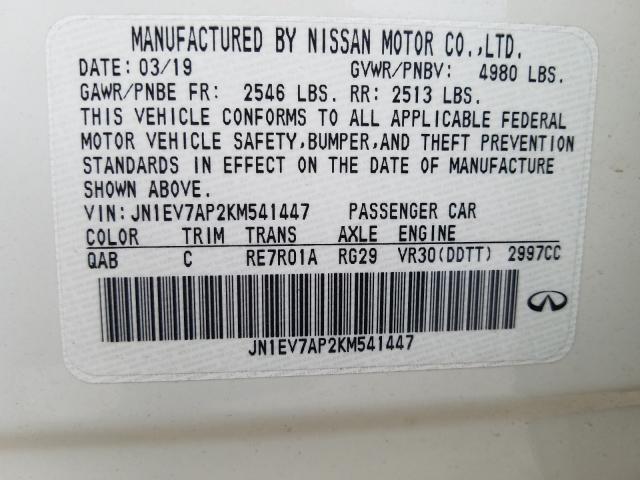 MANUFACTURED BY NISSAN MOTOR CO.,LTD.
DATE: 03/19 GVWR/PNBV: 4980 LBS.
GAWR/PNBE FR: 2546 LBS. RR: 2513 LBS.
THIS VEHICLE CONFORMS TO ALL APPLICABLE FEDERAL
MOTOR VEHICLE SAFETY,BUMPER,AND THEFT PREVENTION
STANDARDS IN EFFECT ON THE DATE OF MANUFACTURE
SHOWN ABOVE.
VIN:JN1EV7AP2KM541447 PASSENGER CAR
COLOR TRIM TRANS AXLE ENGINE
QAB C RE7R01A RG29 VR30(DDTT) 2997CC
JN1EV7AP2KM541447